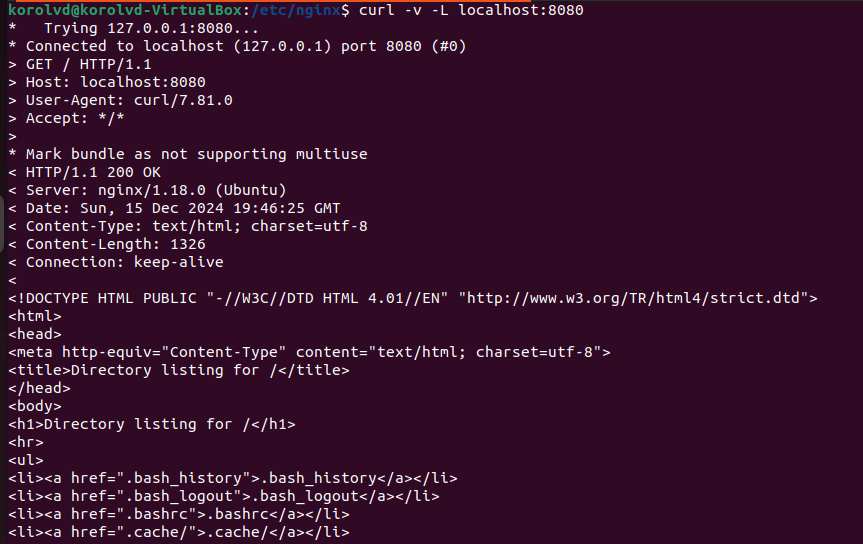 korolvd@korolvd-VirtualBox:/etc/nginx$ curl -v -L localhost:8080
*   Trying 127.0.0.1:8080...
* Connected to localhost (127.0.0.1) port 8080 (#0)
> GET / HTTP/1.1
> Host: localhost:8080
> User-Agent: curl/7.81.0
> Accept: */*
>
* Mark bundle as not supporting multiuse
< HTTP/1.1 200 OK
< Server: nginx/1.18.0 (Ubuntu)
< Date: Sun, 15 Dec 2024 19:46:25 GMT
< Content-Type: text/html; charset=utf-8
< Content-Length: 1326
< Connection: keep-alive
<
<!DOCTYPE HTML PUBLIC "-//W3C//DTD HTML 4.01//EN" "http://www.w3.org/TR/html4/strict.dtd">
<html>
<head>
<meta http-equiv="Content-Type" content="text/html; charset=utf-8">
<title>Directory listing for /</title>
</head>
<body>
<h1>Directory listing for /</h1>
<hr>
<ul>
<li><a href=".bash_history">.bash_history</a></li>
<li><a href=".bash_logout">.bash_logout</a></li>
<li><a href=".bashrc">.bashrc</a></li>
<li><a href=".cache/">.cache/</a></li>